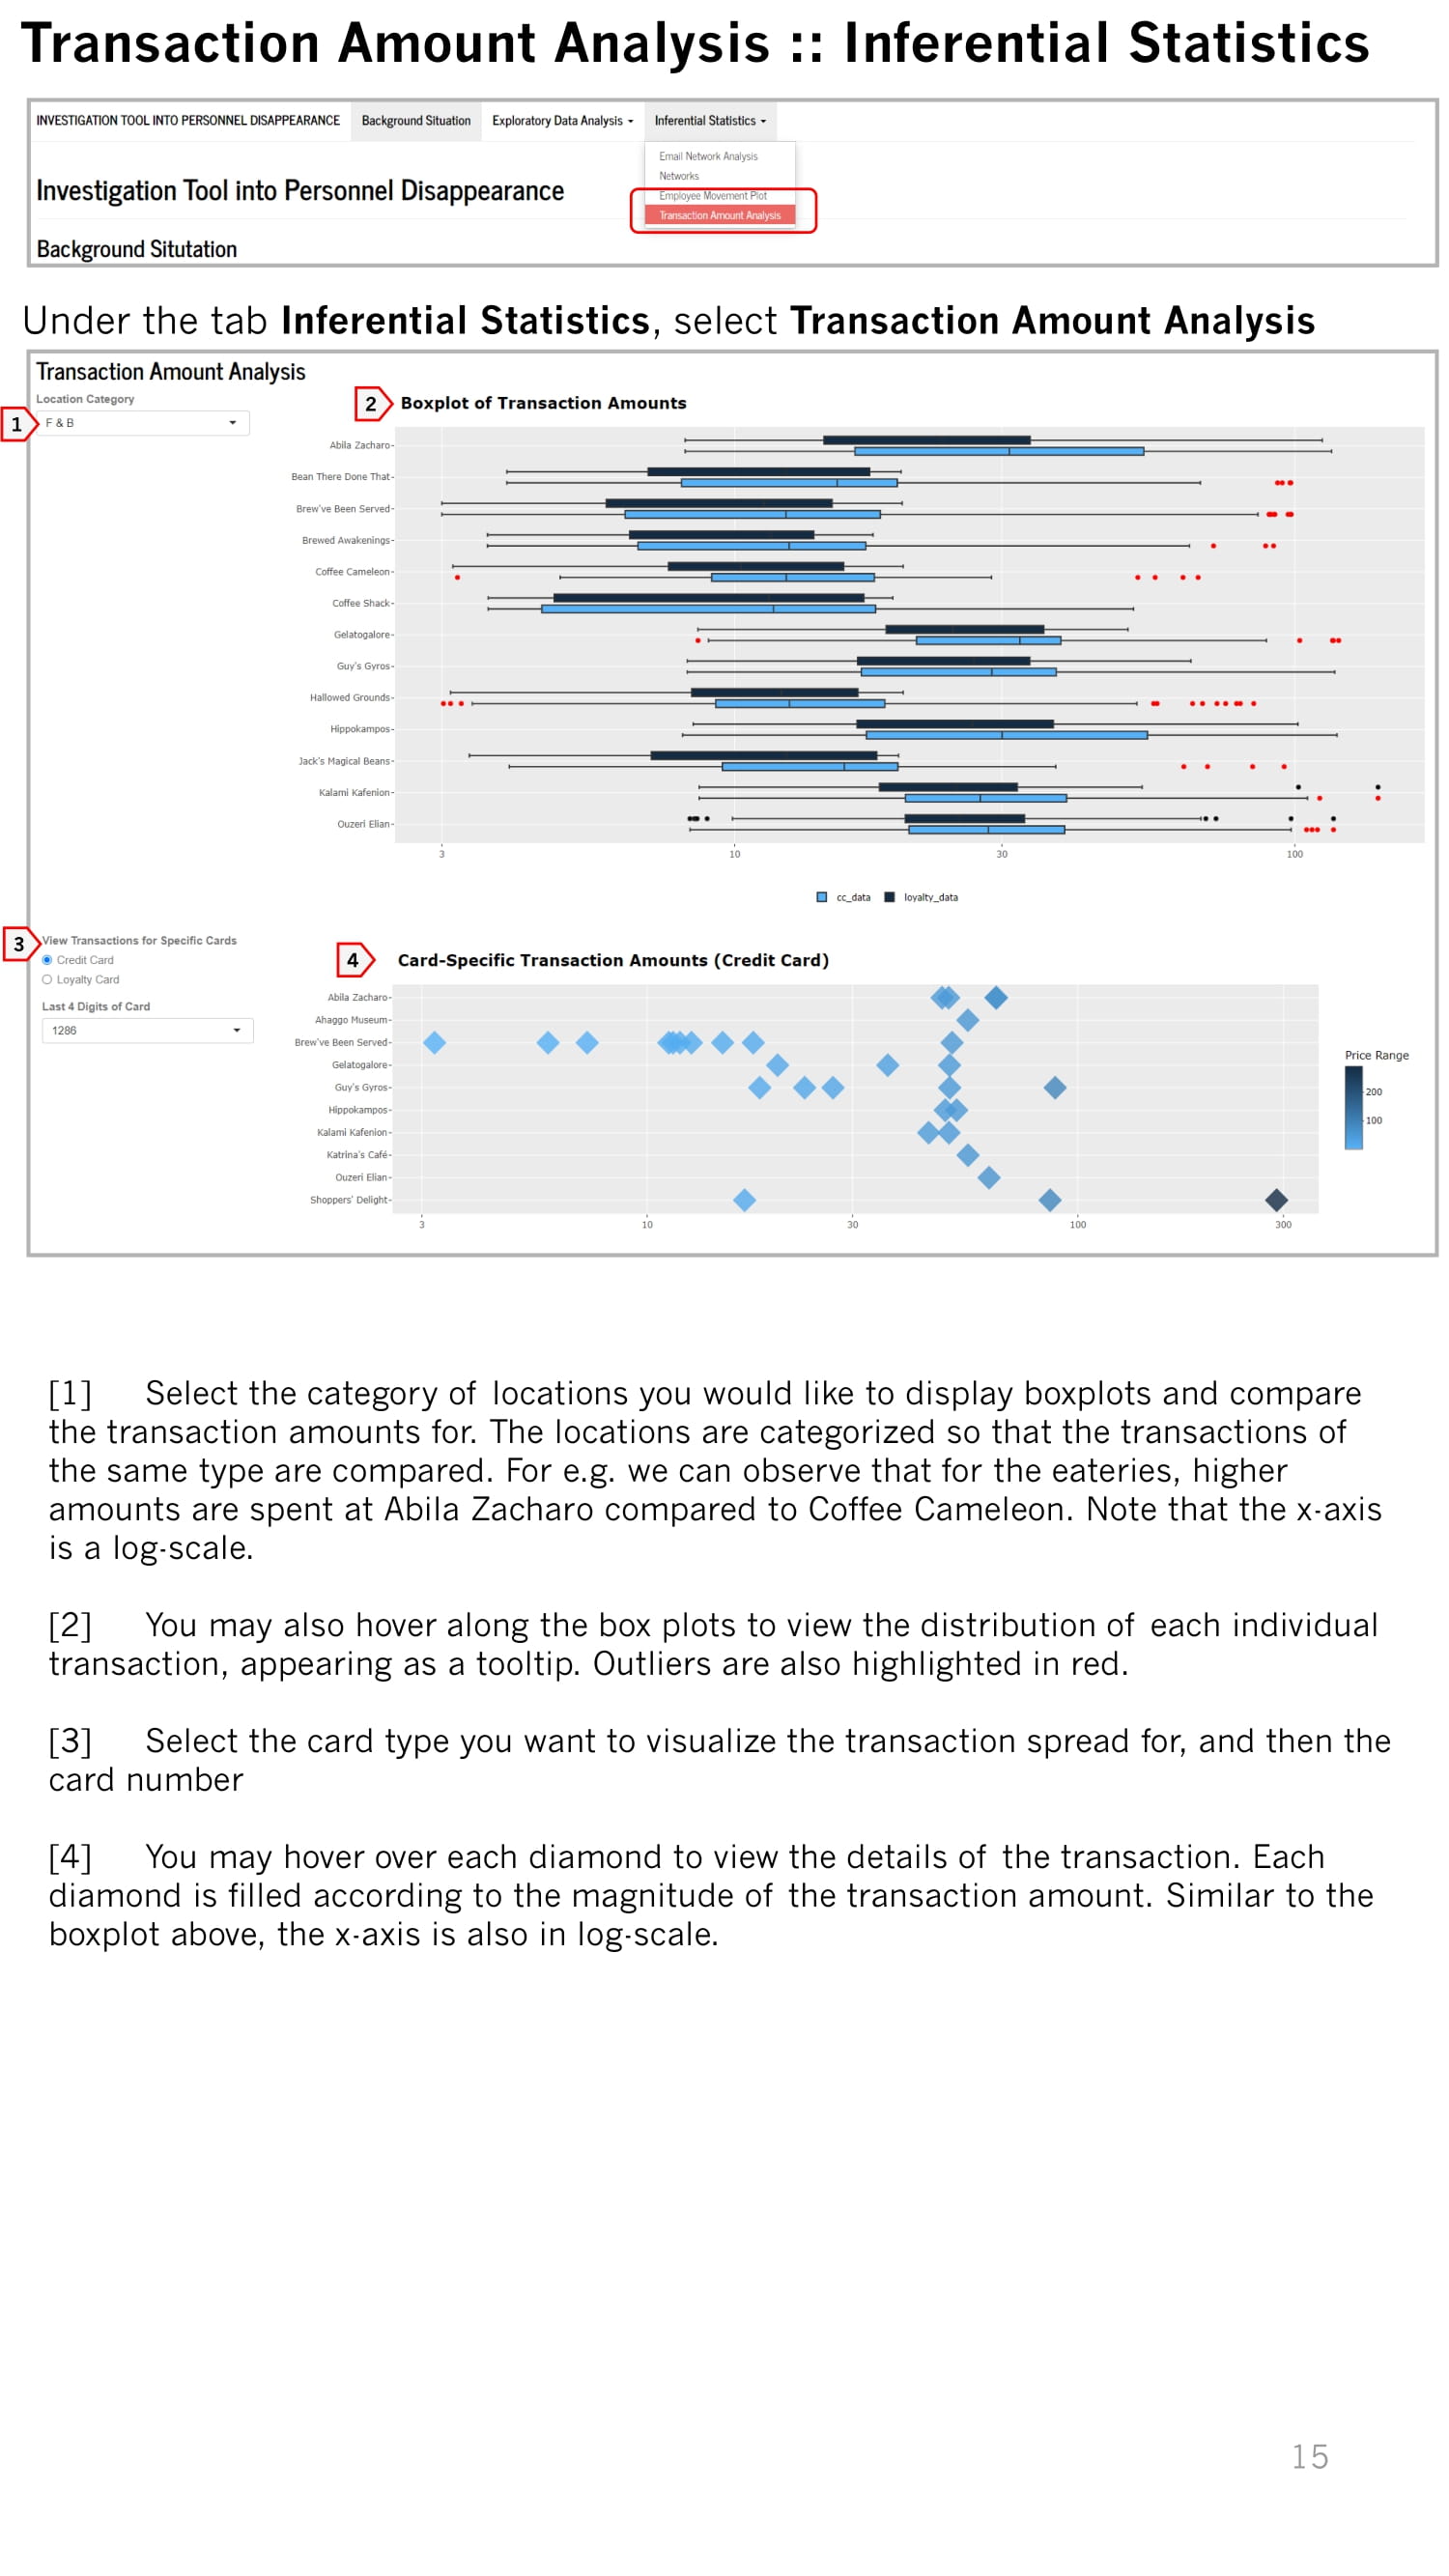 Transaction Amount Analysis :: Inferential Statistics
INVESTIGATION TOOL INTO PERSONNEL DISAPPEARANCE Background Situation Exploratory Data Analysis Inferential Statistics
Email Network Analysis
Networks
Employee Movement Plot
Transaction Amount Analysis
Investigation Tool into Personnel Disappearance
Background Situtation
Under the tab Inferential Statistics, select Transaction Amount Analysis
Transaction Amount Analysis
Location Category
1 F & B
2 Boxplot of Transaction Amounts
Abila Zacharo
Bean There Done That
Brew've Been Served
Brewed Awakenings
Coffee Cameleon
Coffee Shack
Gelatogalore
Guy's Gyros
Hallowed Grounds
Hippokampos
Jack's Magical Beans
Kalami Kafenion
Ouzeri Elian
3 10 30 100
cc_data loyalty_data
3 View Transactions for Specific Cards
Credit Card
Loyalty Card
Last 4 Digits of Card
1286
4 Card-Specific Transaction Amounts (Credit Card)
Abila Zacharo
Ahaggo Museum
Brew've Been Served
Gelatogalore
Guy's Gyros
Hippokampos
Kalami Kafenion
Katrina's Café
Ouzeri Elian
Shoppers' Delight
3 10 30 100 300
Price Range
200
100
[1] Select the category of locations you would like to display boxplots and compare
the transaction amounts for. The locations are categorized so that the transactions of
the same type are compared. For e.g. we can observe that for the eateries, higher
amounts are spent at Abila Zacharo compared to Coffee Cameleon. Note that the x-axis
is a log-scale.
[2] You may also hover along the box plots to view the distribution of each individual
transaction, appearing as a tooltip. Outliers are also highlighted in red.
[3] Select the card type you want to visualize the transaction spread for, and then the
card number
[4] You may hover over each diamond to view the details of the transaction. Each
diamond is filled according to the magnitude of the transaction amount. Similar to the
boxplot above, the x-axis is also in log-scale.
15